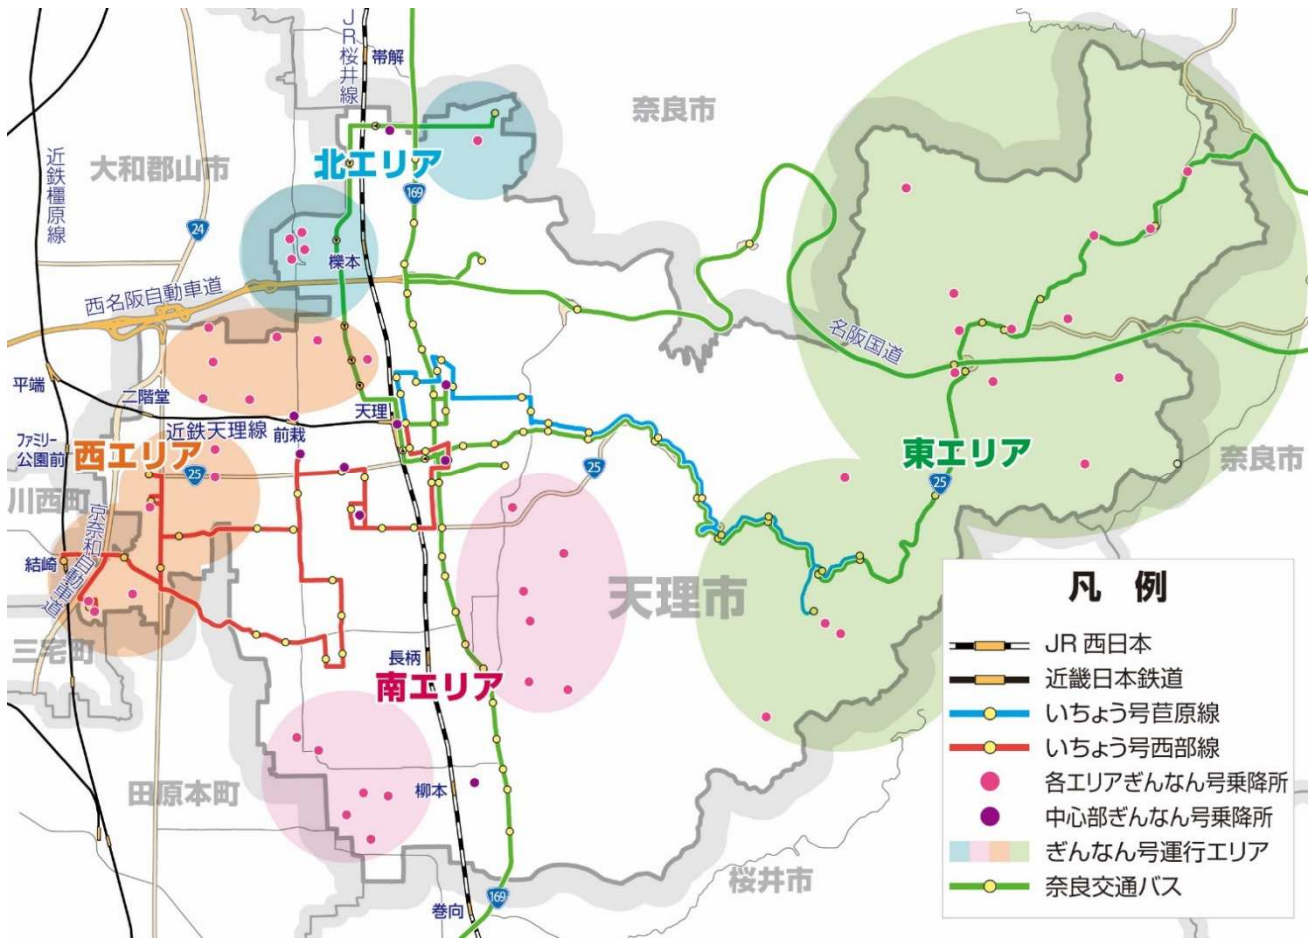 JR桜井線
帯解
奈良市
大和郡山市
近鉄橿原線
北エリア
169
24
櫟本
西名阪自動車道
名阪国道
平端
二階堂
天理
近鉄天理線
前栽
ファミリー
公園前
西エリア
25
25
東エリア
25
奈良市
川西町
京奈和自動車道
結崎
天理市
三宅町
長柄
南エリア
田原本町
柳本
桜井市
169
巻向
凡例
JR西日本
近畿日本鉄道
いちょう号苣原線
いちょう号西部線
各エリアぎんなん号乗降所
中心部ぎんなん号乗降所
ぎんなん号運行エリア
奈良交通バス